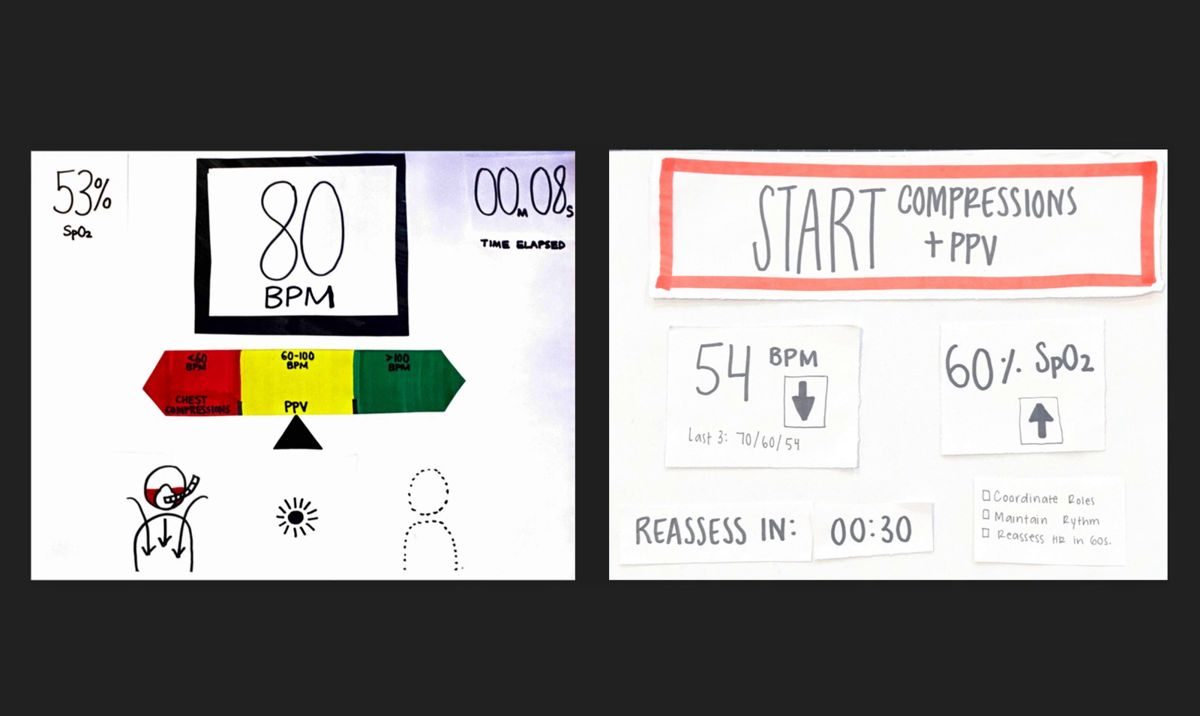 53%
SpO2
80
BPM
00M.08S
TIME ELAPSED
<60
BPM
CHEST
COMPRESSIONS
60-100
BPM
PPV
>100
BPM
START COMPRESSIONS
+ PPV
54 BPM
Last 3: 70/60/54
60% SpO2
REASSESS IN: 00:30
Coordinate Roles
Maintain Rythm
Reassess HR in 60s.